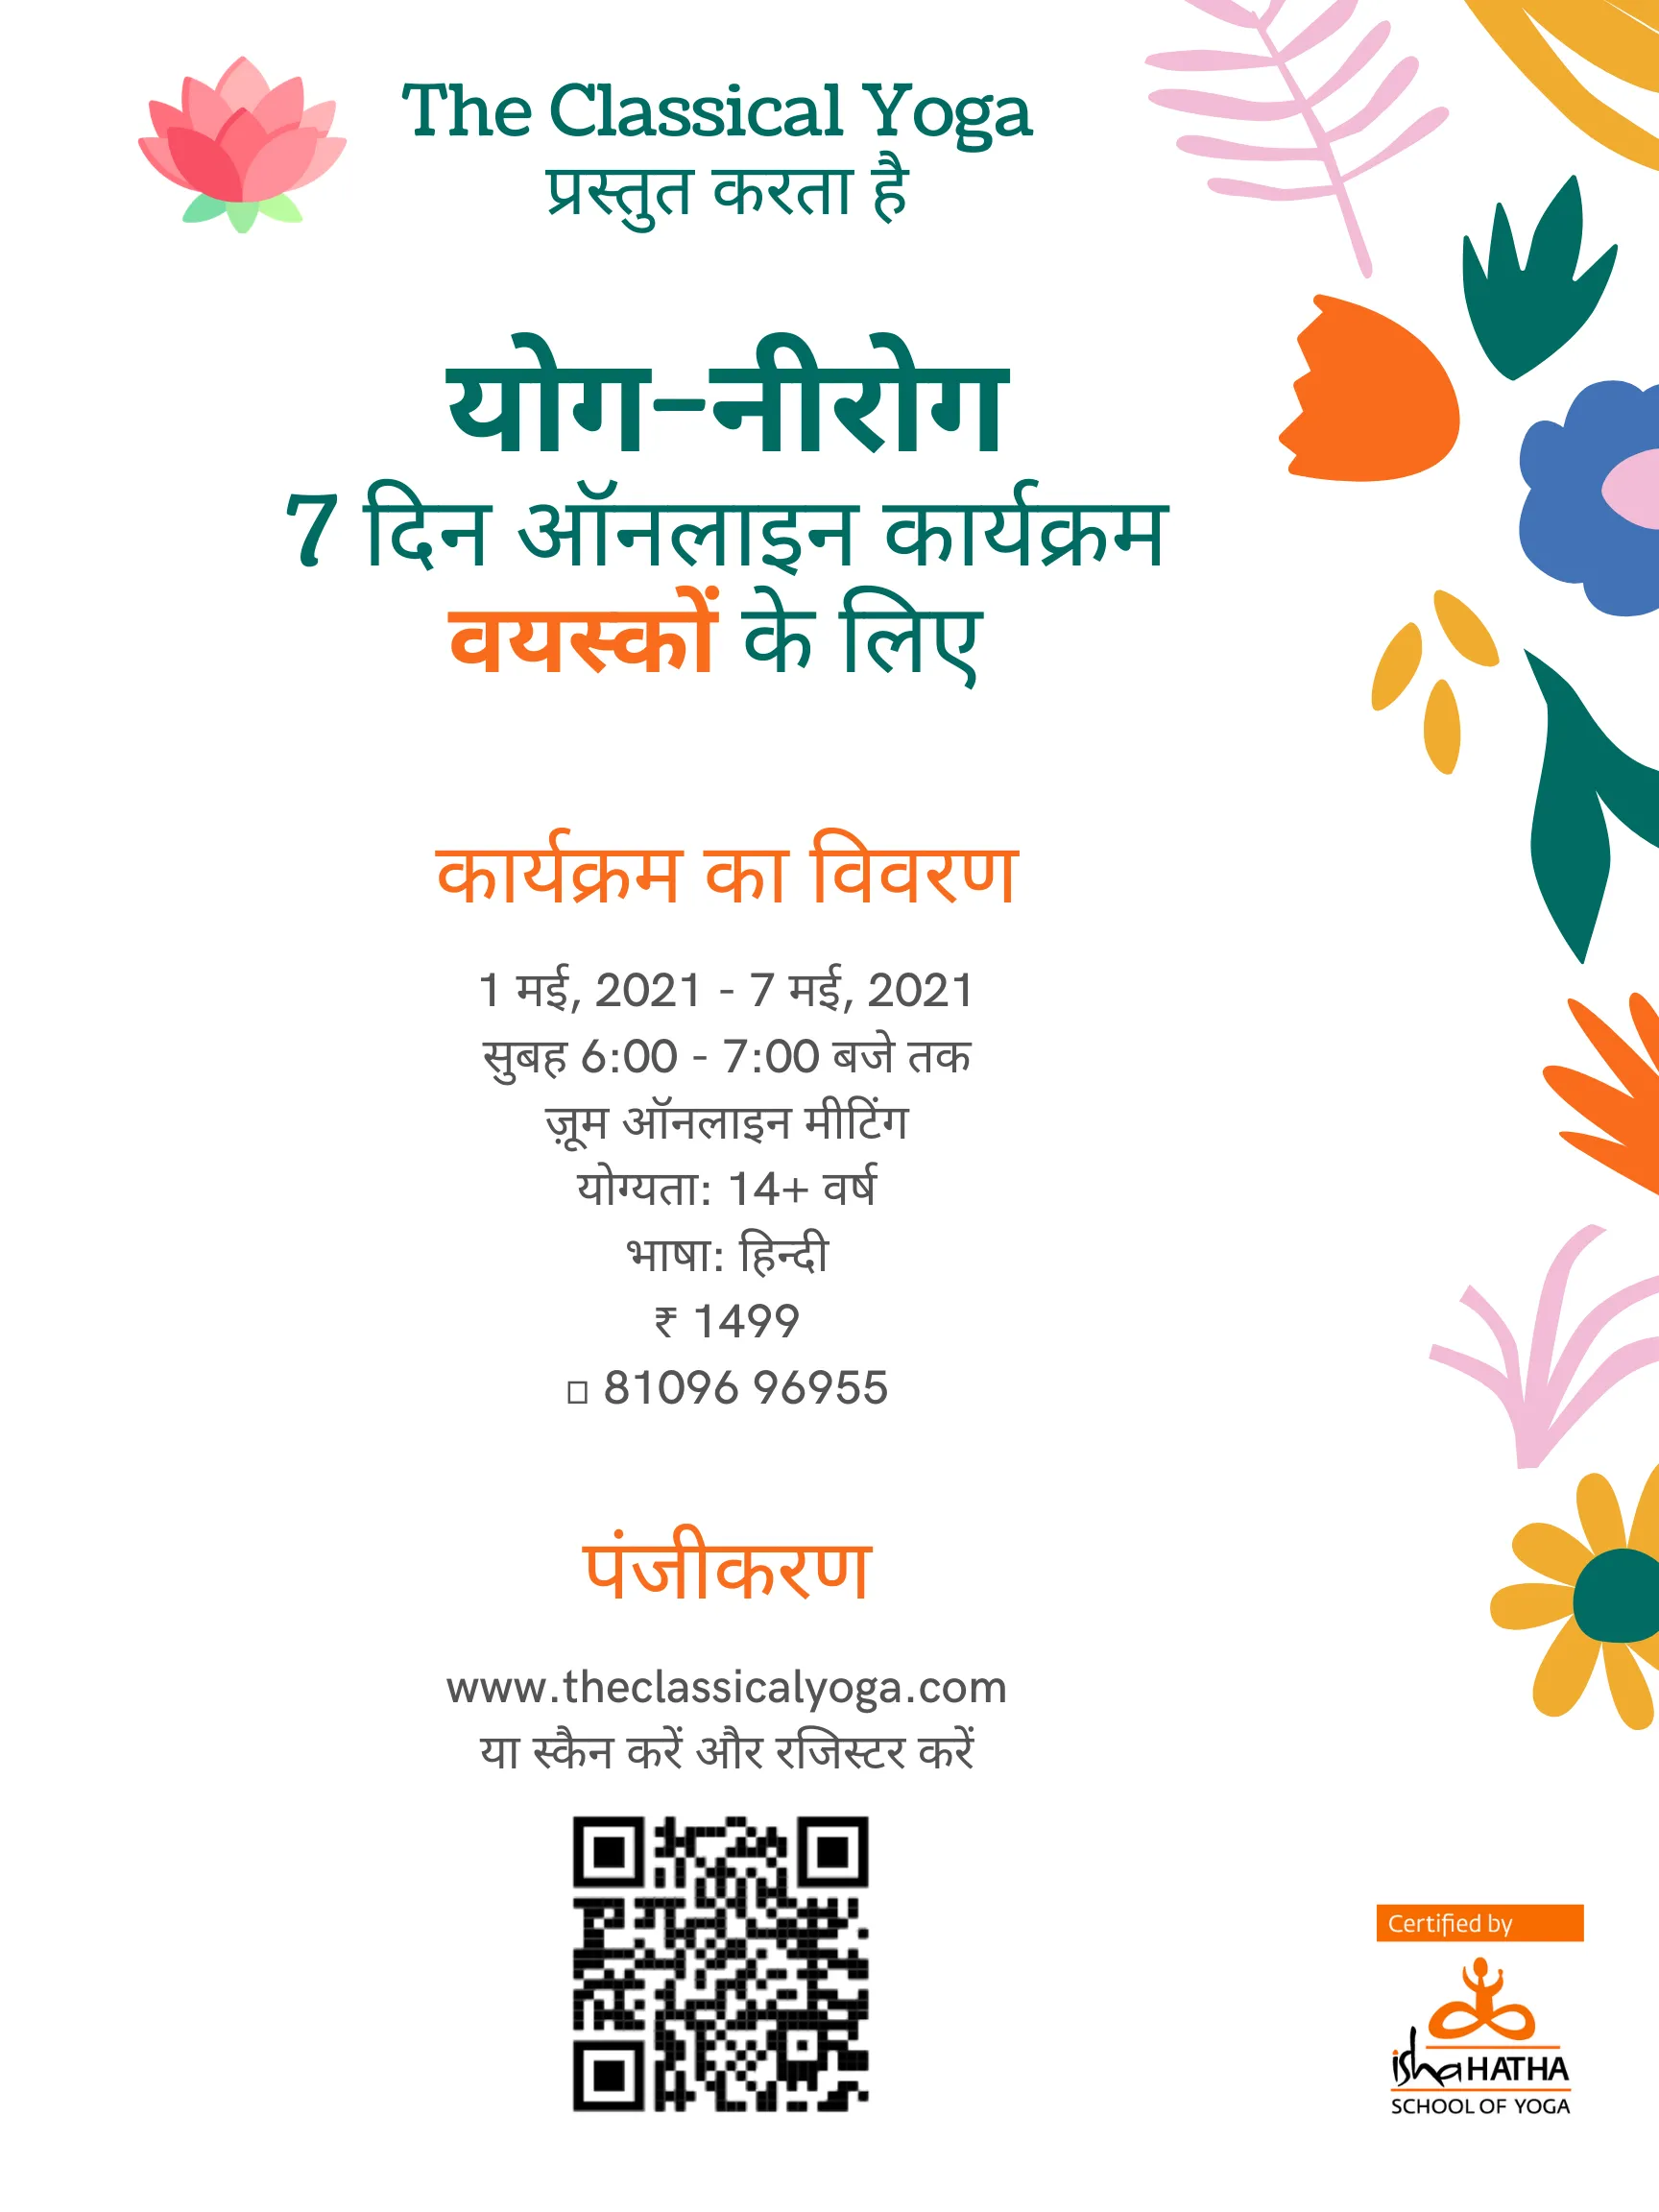 The Classical Yoga
प्रस्तुत करता है
योग-नीरोग
7 दिन ऑनलाइन कार्यक्रम
वयस्कों के लिए
कार्यक्रम का विवरण
1 मई, 2021 - 7 मई, 2021
सुबह 6:00 - 7:00 बजे तक
ज़ूम ऑनलाइन मीटिंग
योग्यता: 14+ वर्ष
भाषा: हिन्दी
₹ 1499
81096 96955
पंजीकरण
www.theclassicalyoga.com
या स्कैन करें और रजिस्टर करें
Certified by
isha HATHA
SCHOOL OF YOGA